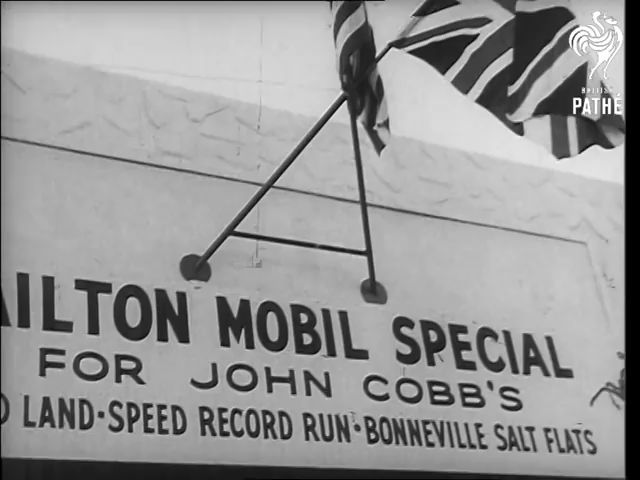 BRITISH
PATHÉ
AILTON MOBIL SPECIAL
FOR JOHN COBB'S
LAND-SPEED RECORD RUN·BONNEVILLE SALT FLATS